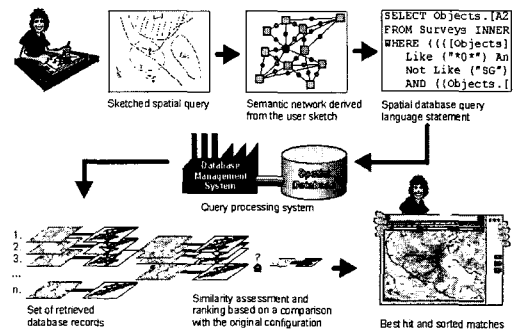 SELECT Objects.[AZ
FROM Surveys INNER
WHERE ((([Objects]
Like ("*O*") An
Not Like ("SG")
AND ((Objects.[
Sketched spatial query
Semantic network derived
from the user sketch
Spatial database query
language statement
Database
Management
System
Spatial
Database
Query processing system
1.
2.
3.
...
n.
?
Set of retrieved
database records
Similarity assessment and
ranking based on a comparison
with the original configuration
Best hit and sorted matches